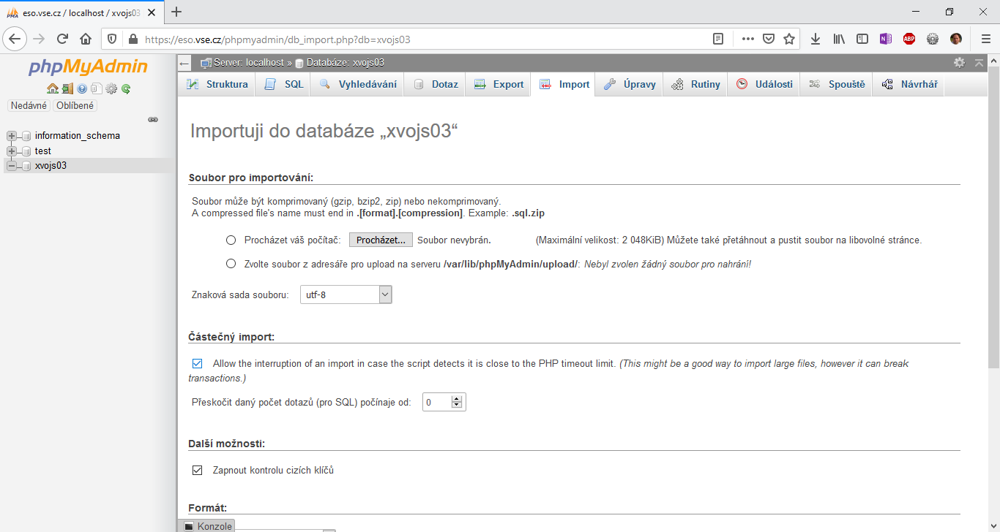 eso.vse.cz / localhost / xvojs03
https://eso.vse.cz/phpmyadmin/db_import.php?db=xvojs03
ABP
phpMyAdmin
Nedávné Oblíbené
information_schema
test
xvojs03
Server: localhost » Databáze: xvojs03
Struktura SQL Vyhledávání Dotaz Export Import Úpravy Rutiny Události Spouště Návrhář
Importuji do databáze „xvojs03“
Soubor pro importování:
Soubor může být komprimovaný (gzip, bzip2, zip) nebo nekomprimovaný.
A compressed file's name must end in .[format].[compression]. Example: .sql.zip
Procházet váš počítač: Procházet... Soubor nevybrán. (Maximální velikost: 2 048KiB) Můžete také přetáhnout a pustit soubor na libovolné stránce.
Zvolte soubor z adresáře pro upload na serveru /var/lib/phpMyAdmin/upload/: Nebyl zvolen žádný soubor pro nahrání!
Znaková sada souboru: utf-8
Částečný import:
Allow the interruption of an import in case the script detects it is close to the PHP timeout limit. (This might be a good way to import large files, however it can break
transactions.)
Přeskočit daný počet dotazů (pro SQL) počínaje od: 0
Další možnosti:
Zapnout kontrolu cizích klíčů
Formát:
Konzole